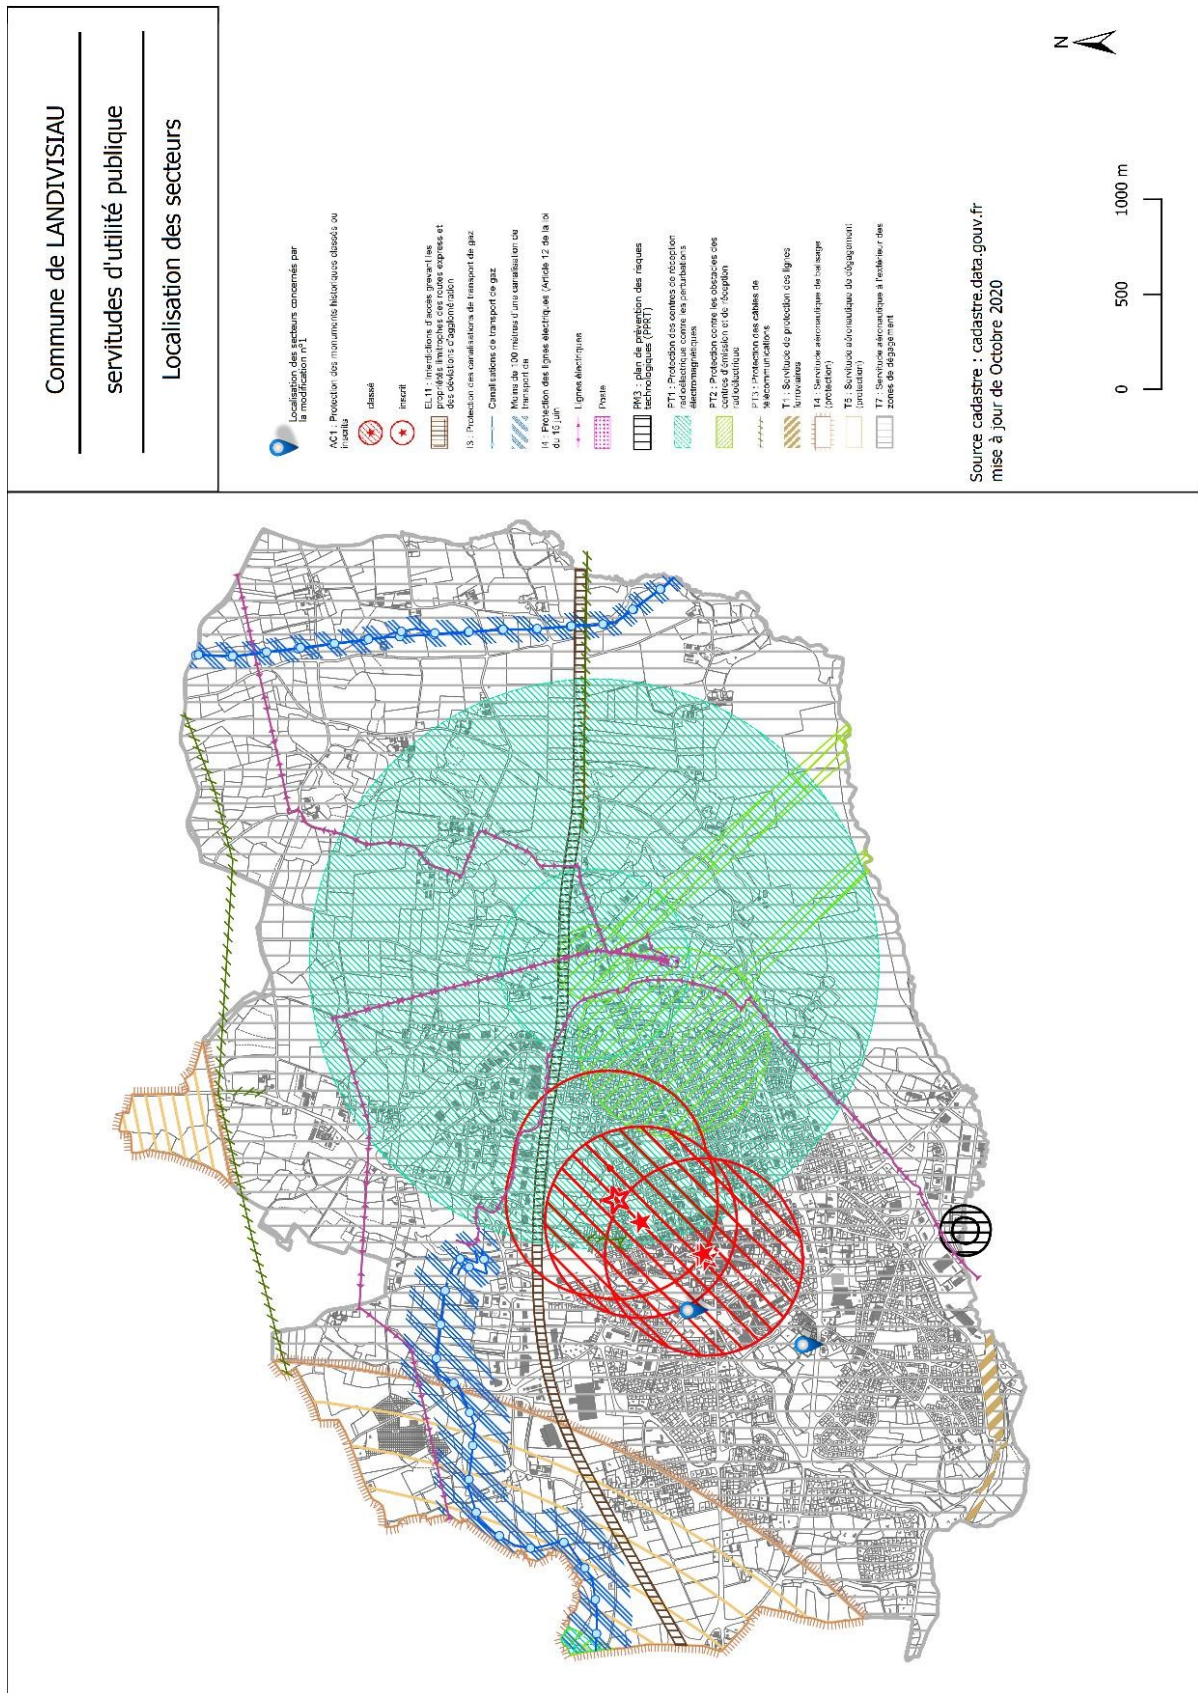 Commune de LANDIVISIAU
servitudes d'utilité publique
Localisation des secteurs
Localisation des secteurs concernés par
la modification n°1
AC1 : Protection des monuments historiques classés ou
inscrits
classé
inscrit
EL11 : Interdictions d'accès grevant les
propriétés limitrophes des routes express et
des déviations d'agglomération
I3 : Protection des canalisations de transport de gaz
Canalisations de transport de gaz
Moins de 100 mètres d'une canalisation de
transport de
I4 : Protection des lignes électriques (Article 12 de la loi
du 15 juin
Lignes électriques
Poste
PM3 : plan de prévention des risques
technologiques (PPRT)
PT1 : Protection des centres de réception
radioélectrique contre les perturbations
électromagnétiques
PT2 : Protection contre les obstacles des
centres d'émission et de réception
radioélectrique
PT3 : Protection des câbles de
télécommunications
T1 : Servitude de protection des lignes
ferroviaires
T4 : Servitude aéronautique de balisage
(protection)
T5 : Servitude aéronautique de dégagement
(protection)
T7 : Servitude aéronautique à l'extérieur des
zones de dégagement
Source cadastre : cadastre.data.gouv.fr
mise à jour de Octobre 2020
N
0 500 1000 m